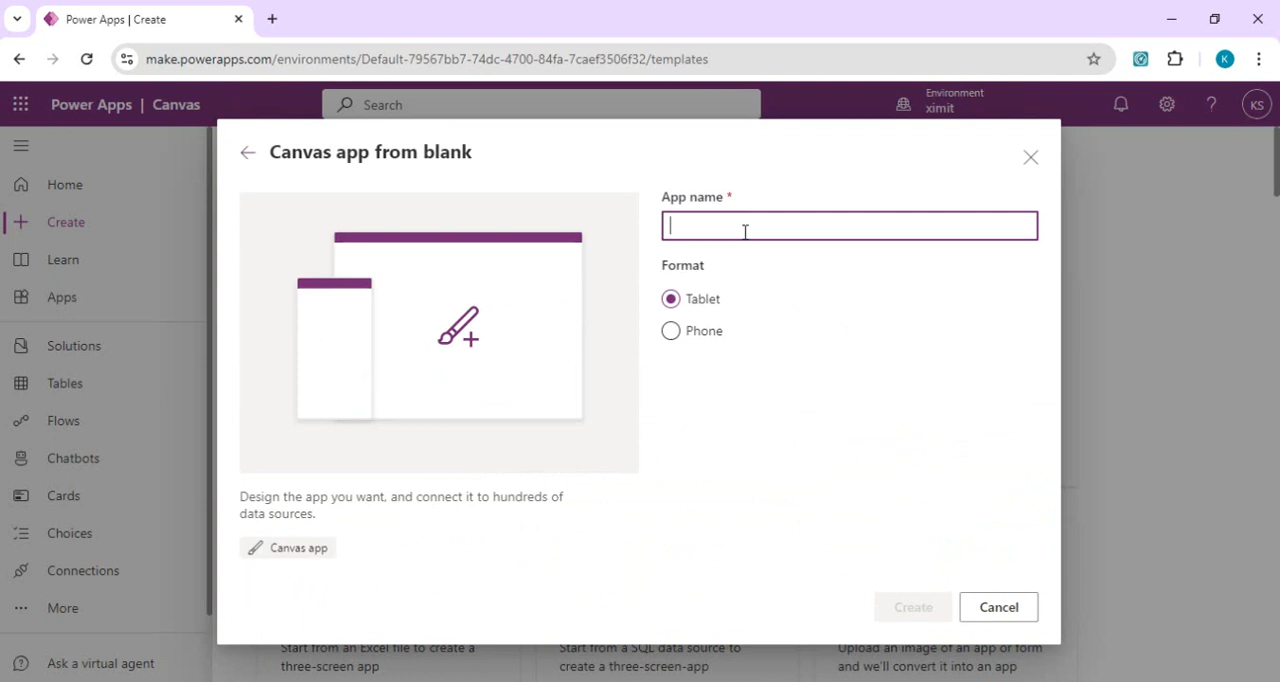 Power Apps | Create
make.powerapps.com/environments/Default-79567bb7-74dc-4700-84fa-7caef3506f32/templates
K
Power Apps | Canvas
Search
Environment
ximit
KS
Home
Create
Learn
Apps
Solutions
Tables
Flows
Chatbots
Cards
Choices
Connections
More
Ask a virtual agent
Canvas app from blank
App name *
Format
Tablet
Phone
Design the app you want, and connect it to hundreds of
data sources.
Canvas app
Create
Cancel
Start from an Excel file to create a
three-screen app
Start from a SQL data source to
create a three-screen-app
Upload an image of an app or form
and we'll convert it into an app